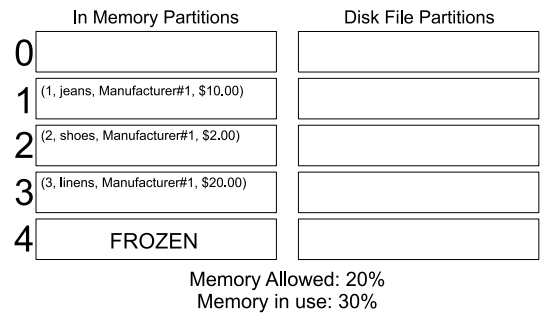 In Memory Partitions Disk File Partitions
0
1 (1, jeans, Manufacturer#1, $10.00)
2 (2, shoes, Manufacturer#1, $2.00)
3 (3, linens, Manufacturer#1, $20.00)
4 FROZEN
Memory Allowed: 20%
Memory in use: 30%